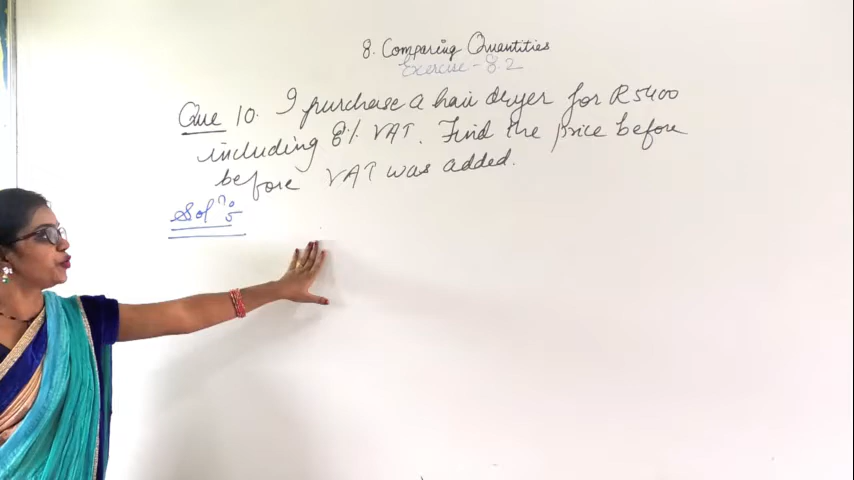 8. Comparing Quantities
Exercise - 8.2
Que 10. I purchase a hair dryer for R 5400
including 8% VAT. Find the price before
before VAT was added.
Soln: